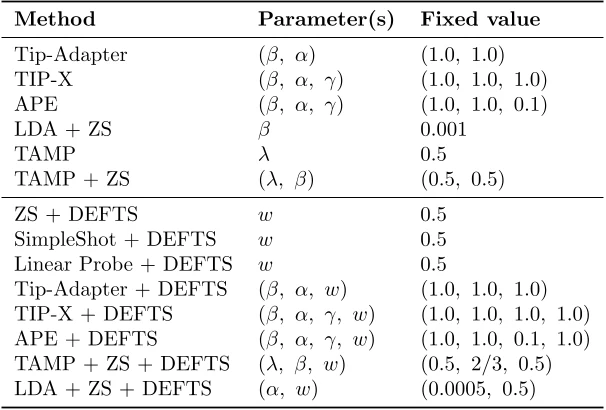 Method Parameter(s) Fixed value
Tip-Adapter (β, α) (1.0, 1.0)
TIP-X (β, α, γ) (1.0, 1.0, 1.0)
APE (β, α, γ) (1.0, 1.0, 0.1)
LDA + ZS β 0.001
TAMP λ 0.5
TAMP + ZS (λ, β) (0.5, 0.5)
ZS + DEFTS w 0.5
SimpleShot + DEFTS w 0.5
Linear Probe + DEFTS w 0.5
Tip-Adapter + DEFTS (β, α, w) (1.0, 1.0, 1.0)
TIP-X + DEFTS (β, α, γ, w) (1.0, 1.0, 1.0, 1.0)
APE + DEFTS (β, α, γ, w) (1.0, 1.0, 0.1, 1.0)
TAMP + ZS + DEFTS (λ, β, w) (0.5, 2/3, 0.5)
LDA + ZS + DEFTS (α, w) (0.0005, 0.5)